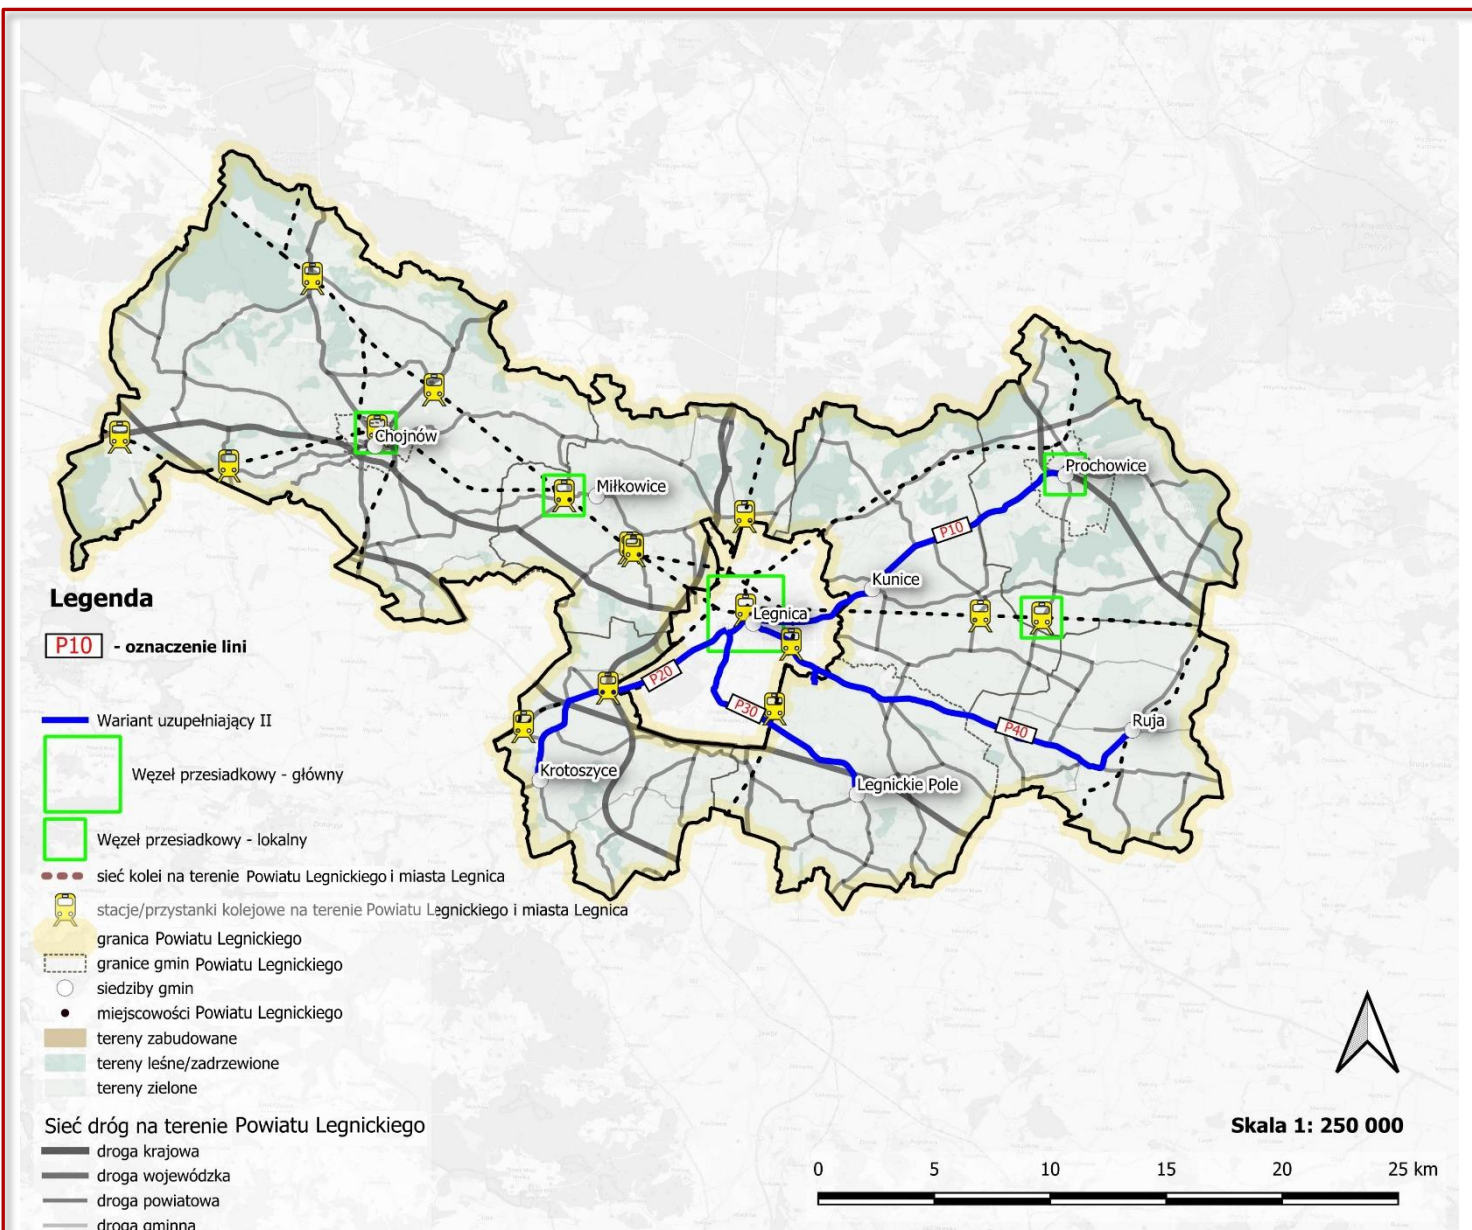 Chojnów
Miłkowice
Prochowice
P10
Kunice
Legnica
P20
P30
P40
Ruja
Krotoszyce
Legnickie Pole
Legenda
P10 - oznaczenie lini
Wariant uzupełniający II
Węzeł przesiadkowy - główny
Węzeł przesiadkowy - lokalny
sieć kolei na terenie Powiatu Legnickiego i miasta Legnica
stacje/przystanki kolejowe na terenie Powiatu Legnickiego i miasta Legnica
granica Powiatu Legnickiego
granice gmin Powiatu Legnickiego
siedziby gmin
miejscowości Powiatu Legnickiego
tereny zabudowane
tereny leśne/zadrzewione
tereny zielone
Sieć dróg na terenie Powiatu Legnickiego
droga krajowa
droga wojewódzka
droga powiatowa
droga gminna
Skala 1: 250 000
0 5 10 15 20 25 km